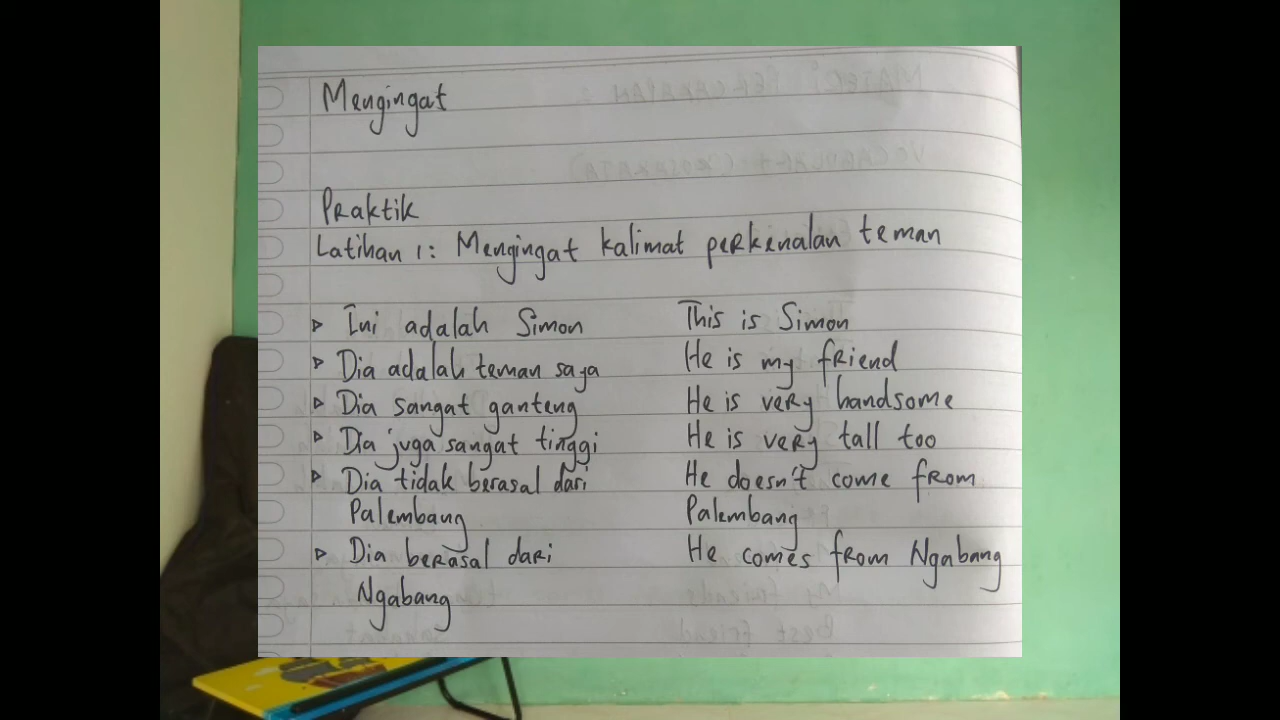 Mengingat
Praktik
Latihan 1: Mengingat kalimat perkenalan teman
▷ Ini adalah Simon This is Simon
▷ Dia adalah teman saya He is my friend
▷ Dia sangat ganteng He is very handsome
▷ Dia juga sangat tinggi He is very tall too
▷ Dia tidak berasal dari He doesn't come from
Palembang Palembang
▷ Dia berasal dari He comes from Ngabang
Ngabang